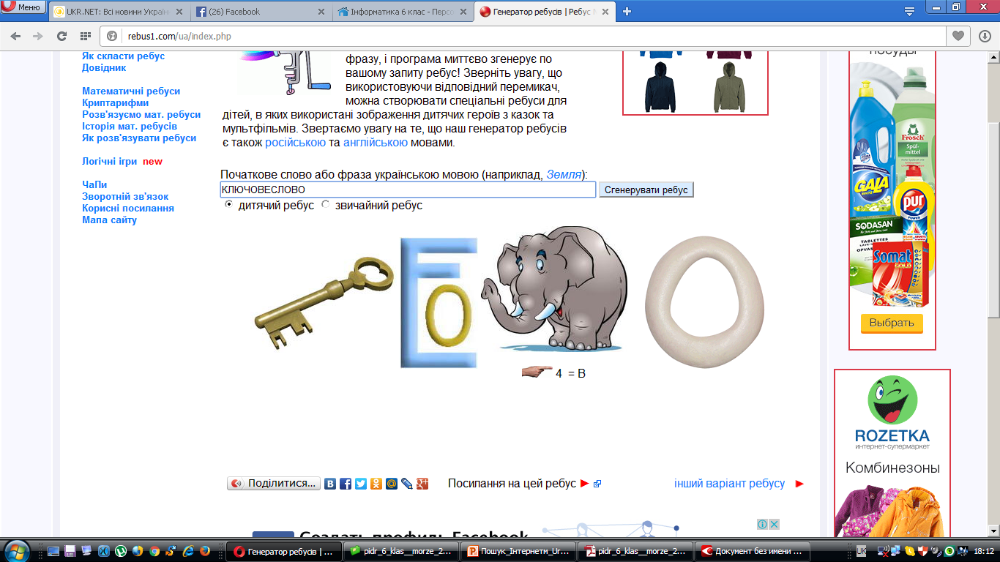 Меню
UKR.NET: Всі новини Україн
(26) Facebook
Інформатика 6 клас - Персо
Генератор ребусів | Ребус №
rebus1.com/ua/index.php
Як скласти ребус
Довідник
Математичні ребуси
Криптарифми
Розв'язуємо мат. ребуси
Історія мат. ребусів
Як розв'язувати ребуси
Логічні ігри new
ЧаПи
Зворотній зв'язок
Корисні посилання
Мапа сайту
фразу, і програма миттєво згенерує по
вашому запиту ребус! Зверніть увагу, що
використовуючи відповідний перемикач,
можна створювати спеціальні ребуси для
дітей, в яких використані зображення дитячих героїв з казок та
мультфільмів. Звертаємо увагу на те, що наш генератор ребусів
є також російською та англійською мовами.
Початкове слово або фраза українською мовою (наприклад, Земля):
КЛЮЧОВЕСЛОВО
Сгенерувати ребус
дитячий ребус звичайний ребус
Е О О
4 = В
Поділитися...
Посилання на цей ребус
інший варіант ребусу
Создать профиль Facebook
посуды
Frosch
Spül-
mittel
GALA
pur
POWER
SODASAN
TABLETTES
Somat
GOLD
Выбрать
ROZETKA
интернет-супермаркет
Комбинезоны
Генератор ребусів | ...
pidr_6_klas__morze_2...
Пошук_Інтернетм_Ur...
pidr_6_klas__morze_2...
Документ без имени ...
UK
18:12